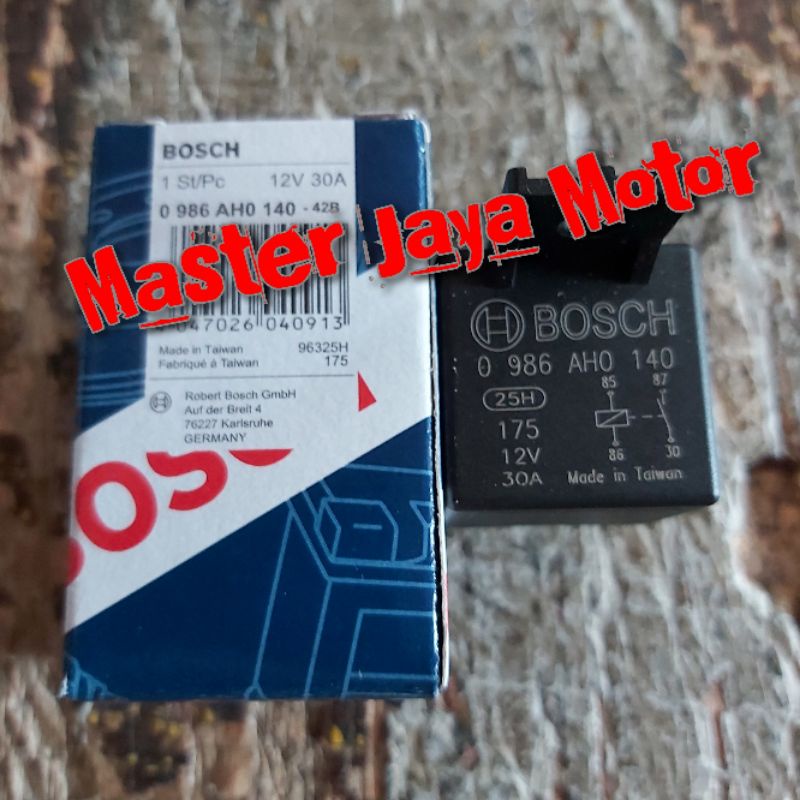 BOSCH
1 St/Pc 12V 30A
0 986 AH0 140 - 42B
047026 040913
Made in Taiwan 96325H
Fabriqué à Taiwan 175
Robert Bosch GmbH
Auf der Breit 4
76227 Karlsruhe
GERMANY
BOSC
Master Jaya Motor
BOSCH
0 986 AH0 140
25H
85 87
175
12V
86 30
30A Made in Taiwan